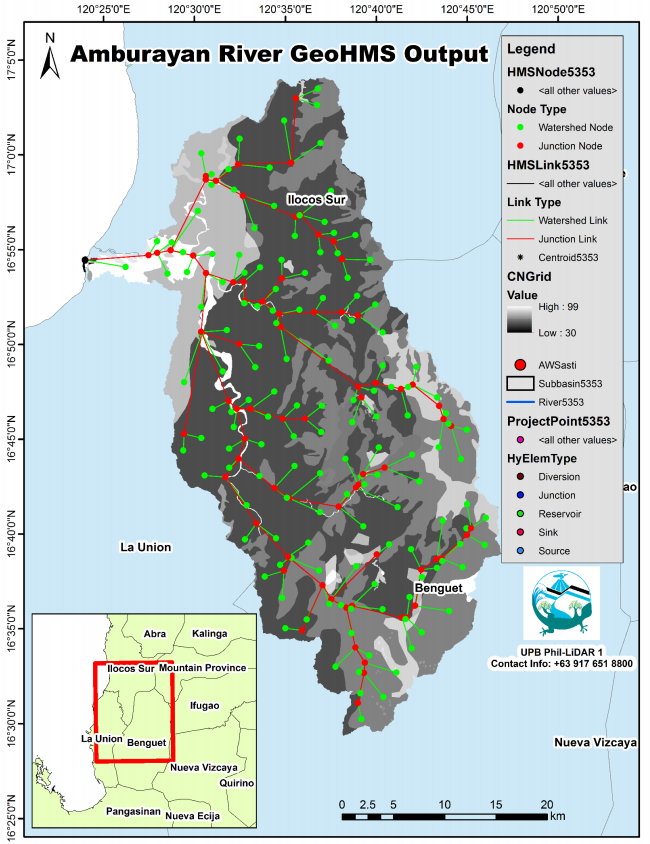 120°25'0"E 120°30'0"E 120°35'0"E 120°40'0"E 120°45'0"E 120°50'0"E
N
Amburayan River GeoHMS Output
17°5'0"N
17°0'0"N
16°55'0"N
16°50'0"N
16°45'0"N
16°40'0"N
16°35'0"N
16°30'0"N
16°25'0"N
Ilocos Sur
La Union
Benguet
Nueva Vizcaya
ao
Legend
HMSNode5353
<all other values>
Node Type
Watershed Node
Junction Node
HMSLink5353
<all other values>
Link Type
Watershed Link
Junction Link
Centroid5353
CNGrid
Value
High : 99
Low : 30
AWSasti
Subbasin5353
River5353
ProjectPoint5353
<all other values>
HyElemType
Diversion
Junction
Reservoir
Sink
Source
UPB Phil-LiDAR 1
Contact Info: +63 917 651 8800
Abra Kalinga
Ilocos Sur Mountain Province
Ifugao
La Union
Benguet
Nueva Vizcaya
Quirino
Pangasinan
Nueva Ecija
0 2.5 5 10 15 20
km